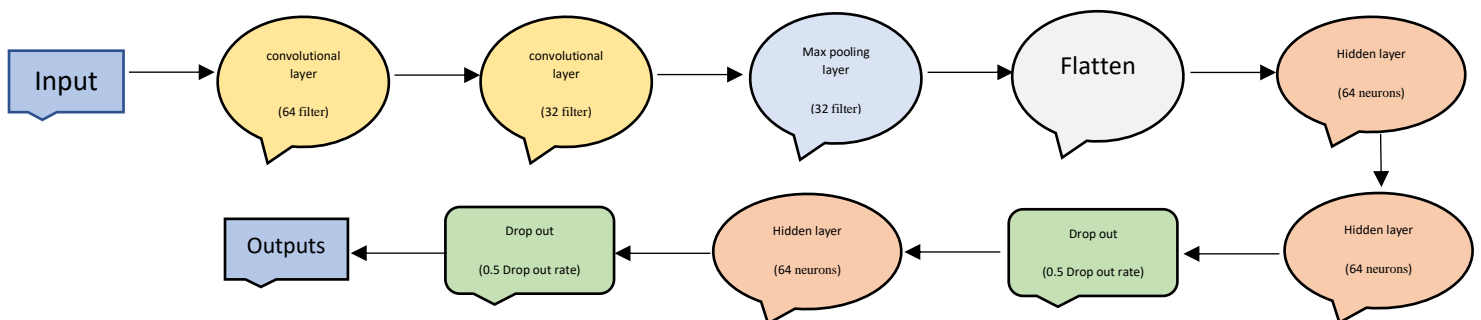 Input
convolutional
layer
(64 filter)
convolutional
layer
(32 filter)
Max pooling
layer
(32 filter)
Flatten
Hidden layer
(64 neurons)
Hidden layer
(64 neurons)
Drop out
(0.5 Drop out rate)
Hidden layer
(64 neurons)
Drop out
(0.5 Drop out rate)
Outputs